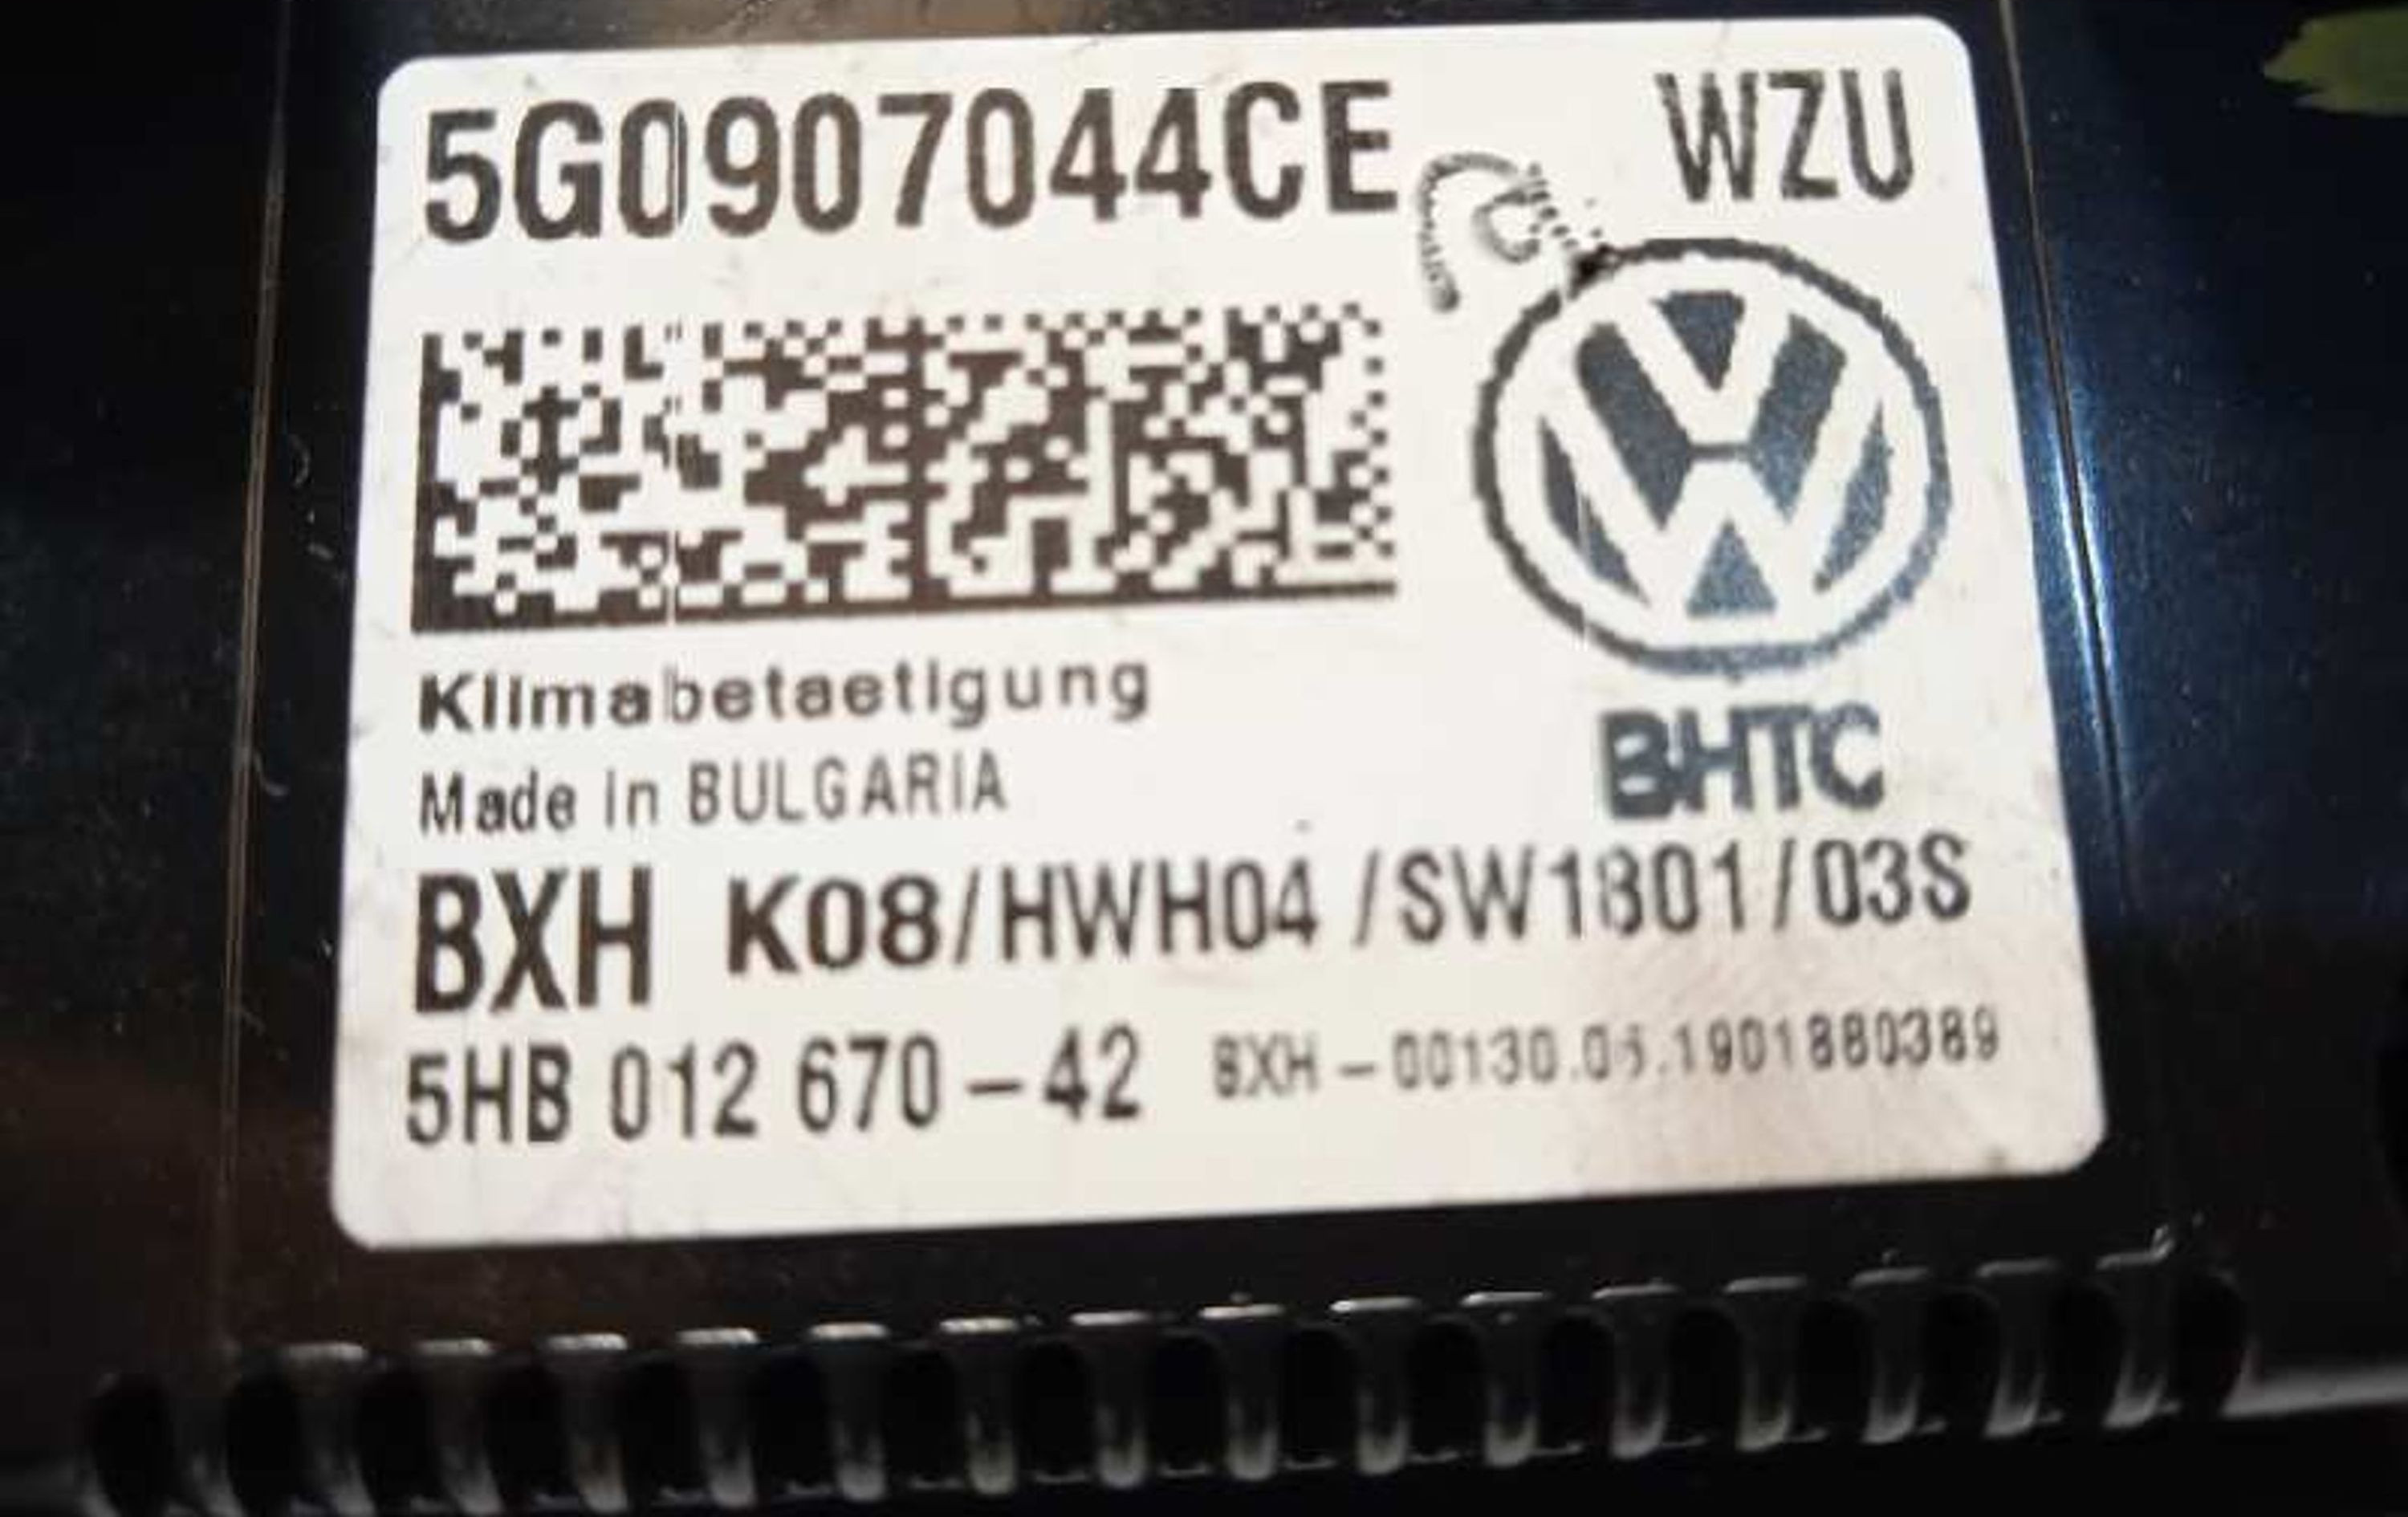 5G0907044CE WZU
Klimabetaetigung
BHTC
Made in BULGARIA
BXH K08/HWH04 /SW1801/03S
5HB 012 670-42